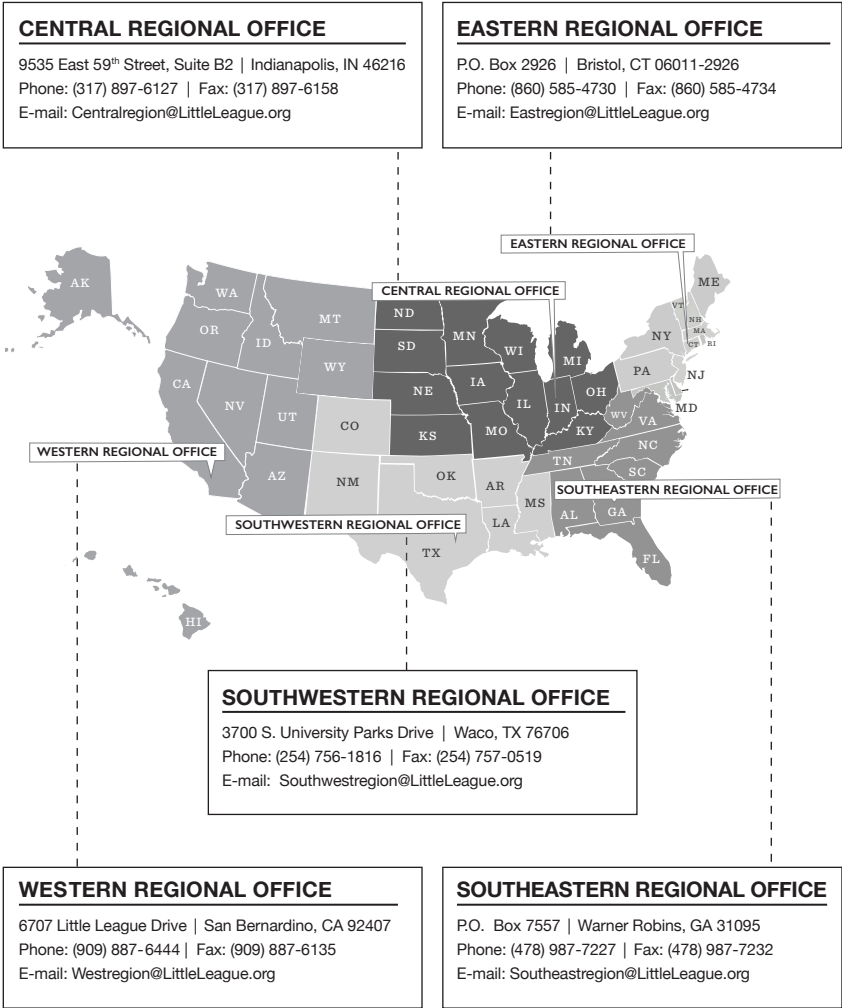 CENTRAL REGIONAL OFFICE
9535 East 59th Street, Suite B2 | Indianapolis, IN 46216
Phone: (317) 897-6127 | Fax: (317) 897-6158
E-mail: Centralregion@LittleLeague.org
EASTERN REGIONAL OFFICE
P.O. Box 2926 | Bristol, CT 06011-2926
Phone: (860) 585-4730 | Fax: (860) 585-4734
E-mail: Eastregion@LittleLeague.org
EASTERN REGIONAL OFFICE
CENTRAL REGIONAL OFFICE
AK
WA
MT
ND
MN
ME
VT
NH
MA
NY
CT
RI
OR
ID
SD
WI
MI
WY
PA
NJ
CA
NV
UT
NE
IA
IL
IN
OH
MD
CO
KS
MO
KY
WV
VA
NC
WESTERN REGIONAL OFFICE
AZ
NM
OK
AR
TN
SC
SOUTHEASTERN REGIONAL OFFICE
MS
AL
GA
SOUTHWESTERN REGIONAL OFFICE
LA
TX
FL
HI
SOUTHWESTERN REGIONAL OFFICE
3700 S. University Parks Drive | Waco, TX 76706
Phone: (254) 756-1816 | Fax: (254) 757-0519
E-mail: Southwestregion@LittleLeague.org
WESTERN REGIONAL OFFICE
6707 Little League Drive | San Bernardino, CA 92407
Phone: (909) 887-6444 | Fax: (909) 887-6135
E-mail: Westregion@LittleLeague.org
SOUTHEASTERN REGIONAL OFFICE
P.O. Box 7557 | Warner Robins, GA 31095
Phone: (478) 987-7227 | Fax: (478) 987-7232
E-mail: Southeastregion@LittleLeague.org